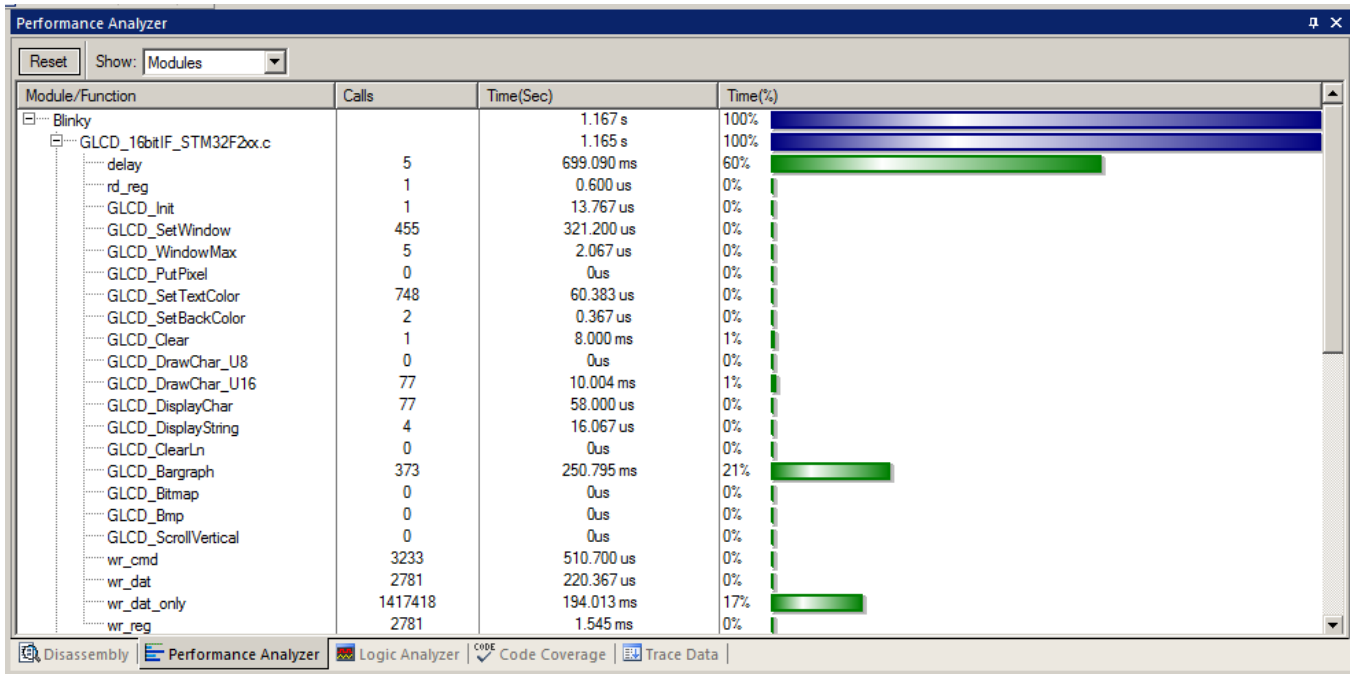 Performance Analyzer
Reset Show: Modules
Module/Function Calls Time(Sec) Time(%)
Blinky 1.167 s 100%
GLCD_16bitIF_STM32F2xx.c 1.165 s 100%
delay 5 699.090 ms 60%
rd_reg 1 0.600 us 0%
GLCD_Init 1 13.767 us 0%
GLCD_SetWindow 455 321.200 us 0%
GLCD_WindowMax 5 2.067 us 0%
GLCD_PutPixel 0 0us 0%
GLCD_SetTextColor 748 60.383 us 0%
GLCD_SetBackColor 2 0.367 us 0%
GLCD_Clear 1 8.000 ms 1%
GLCD_DrawChar_U8 0 0us 0%
GLCD_DrawChar_U16 77 10.004 ms 1%
GLCD_DisplayChar 77 58.000 us 0%
GLCD_DisplayString 4 16.067 us 0%
GLCD_ClearLn 0 0us 0%
GLCD_Bargraph 373 250.795 ms 21%
GLCD_Bitmap 0 0us 0%
GLCD_Bmp 0 0us 0%
GLCD_ScrollVertical 0 0us 0%
wr_cmd 3233 510.700 us 0%
wr_dat 2781 220.367 us 0%
wr_dat_only 1417418 194.013 ms 17%
wr_reg 2781 1.545 ms 0%
Disassembly Performance Analyzer Logic Analyzer CODE Code Coverage Trace Data